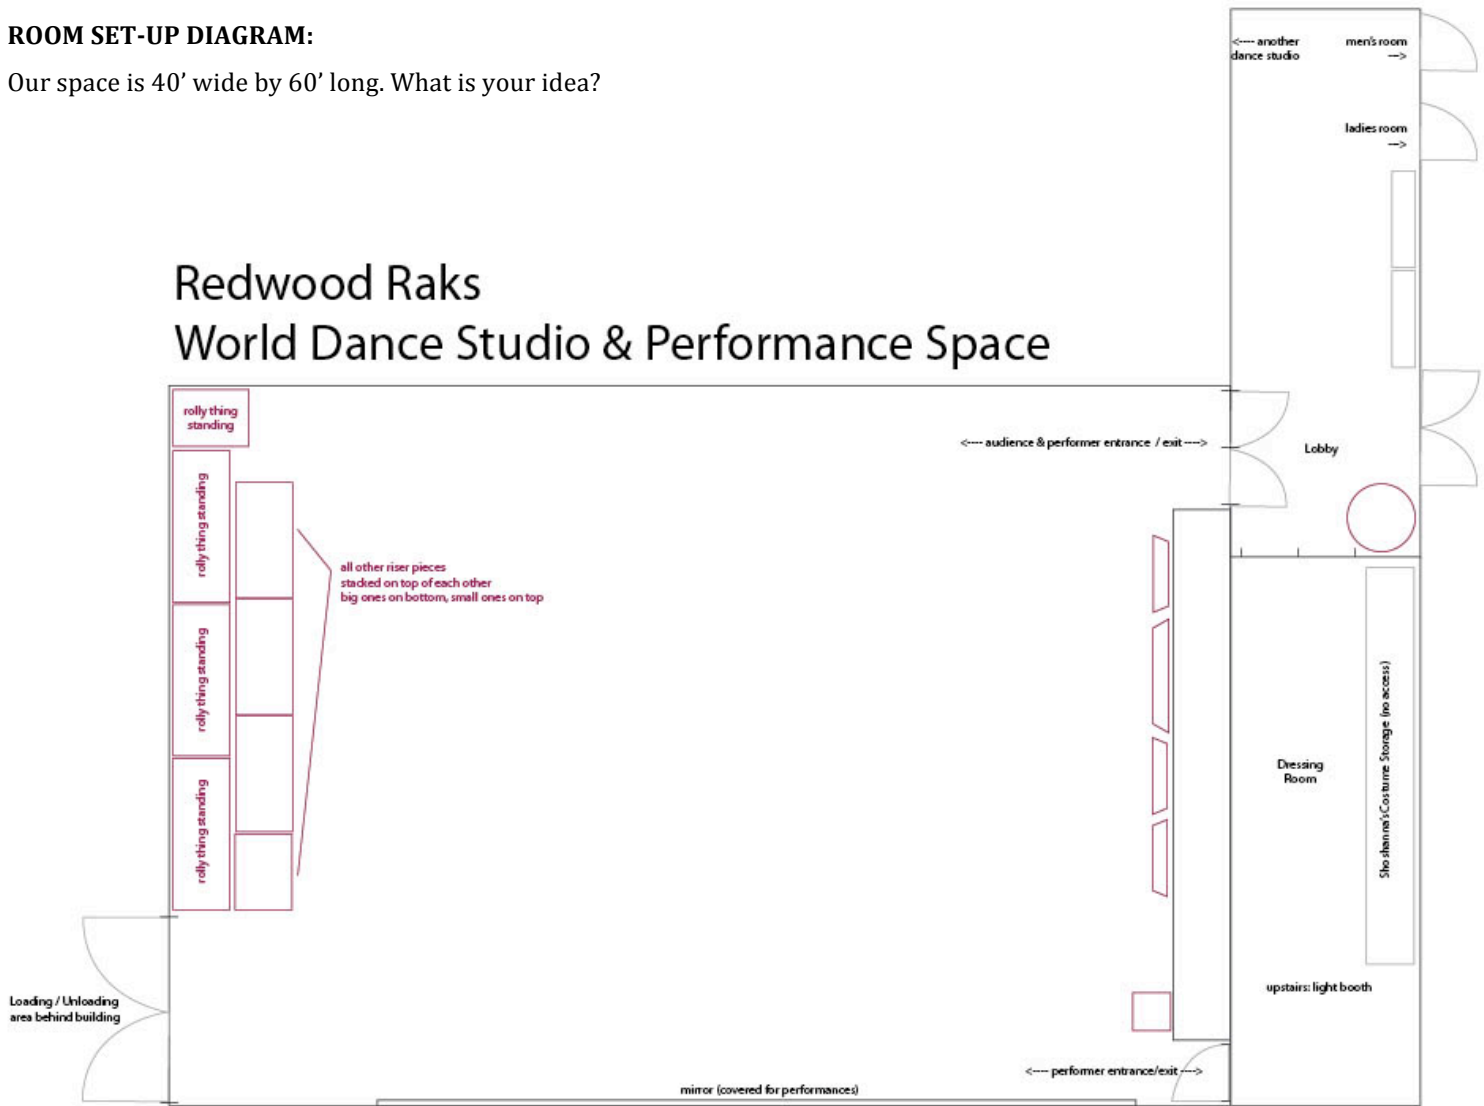 ROOM SET-UP DIAGRAM:
Our space is 40’ wide by 60’ long. What is your idea?
<---- another
dance studio
men's room
--->
ladies room
--->
Redwood Raks
World Dance Studio & Performance Space
rolly thing
standing
<---- audience & performer entrance / exit ---->
Lobby
rolly thing standing
all other riser pieces
stacked on top of each other
big ones on bottom, small ones on top
rolly thing standing
rolly thing standing
Dressing
Room
Shoshanna's Costume Storage (no access)
upstairs: light booth
Loading / Unloading
area behind building
<---- performer entrance/exit ---->
mirror (covered for performances)